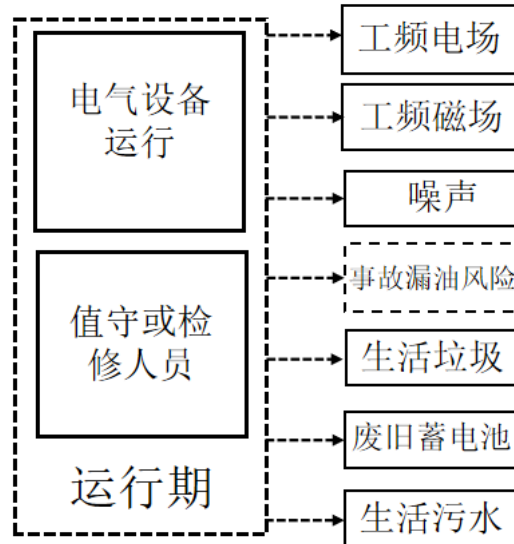 电气设备
运行
值守或检
修人员
运行期
工频电场
工频磁场
噪声
事故漏油风险
生活垃圾
废旧蓄电池
生活污水